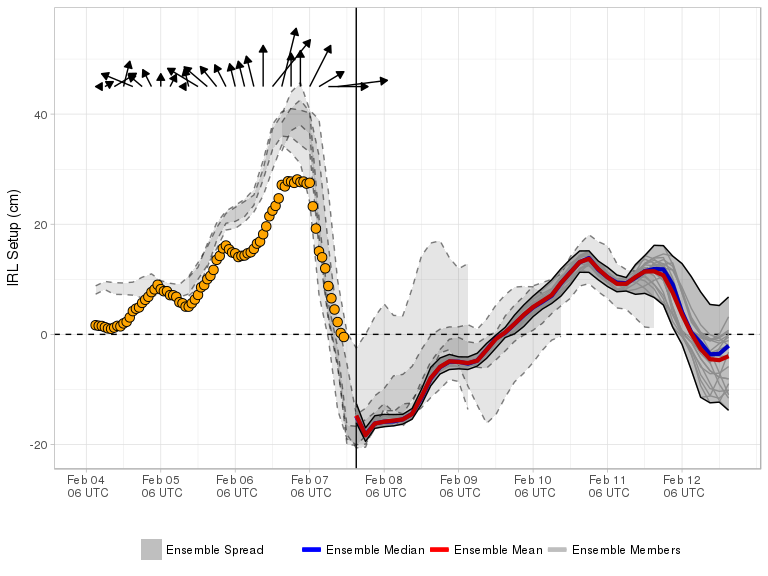 IRL Setup (cm)
40
20
0
-20
Feb 04 Feb 05 Feb 06 Feb 07 Feb 08 Feb 09 Feb 10 Feb 11 Feb 12
06 UTC 06 UTC 06 UTC 06 UTC 06 UTC 06 UTC 06 UTC 06 UTC 06 UTC
Ensemble Spread Ensemble Median Ensemble Mean Ensemble Members